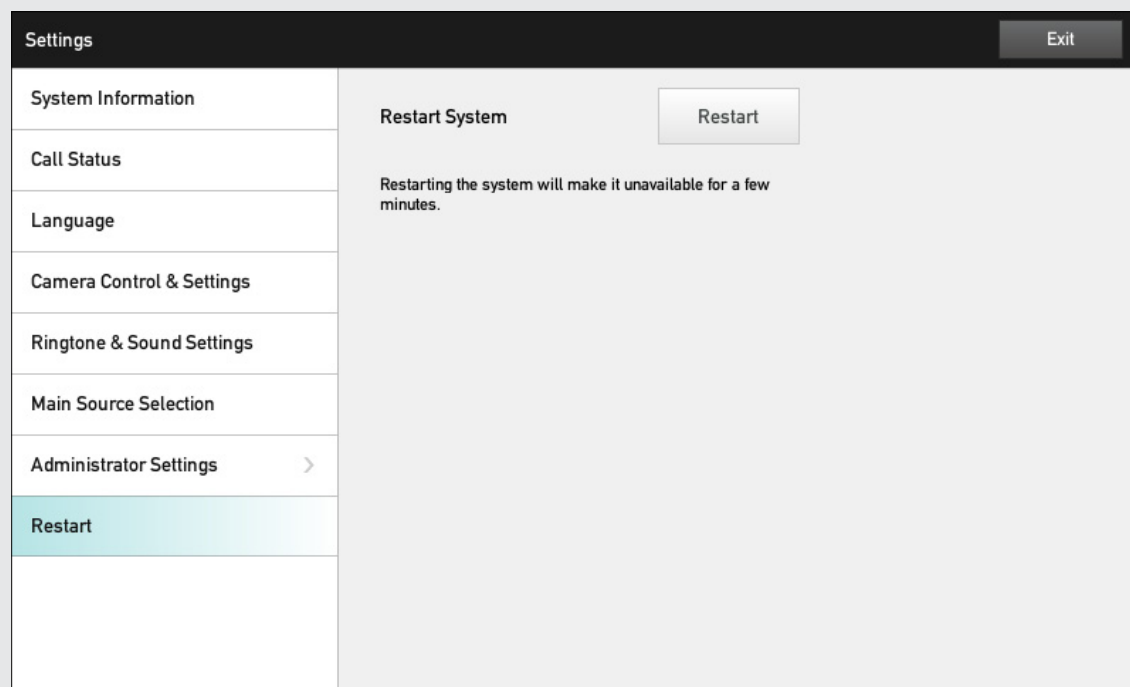 Settings
Exit
System Information
Call Status
Language
Camera Control & Settings
Ringtone & Sound Settings
Main Source Selection
Administrator Settings
Restart
Restart System
Restart
Restarting the system will make it unavailable for a few
minutes.